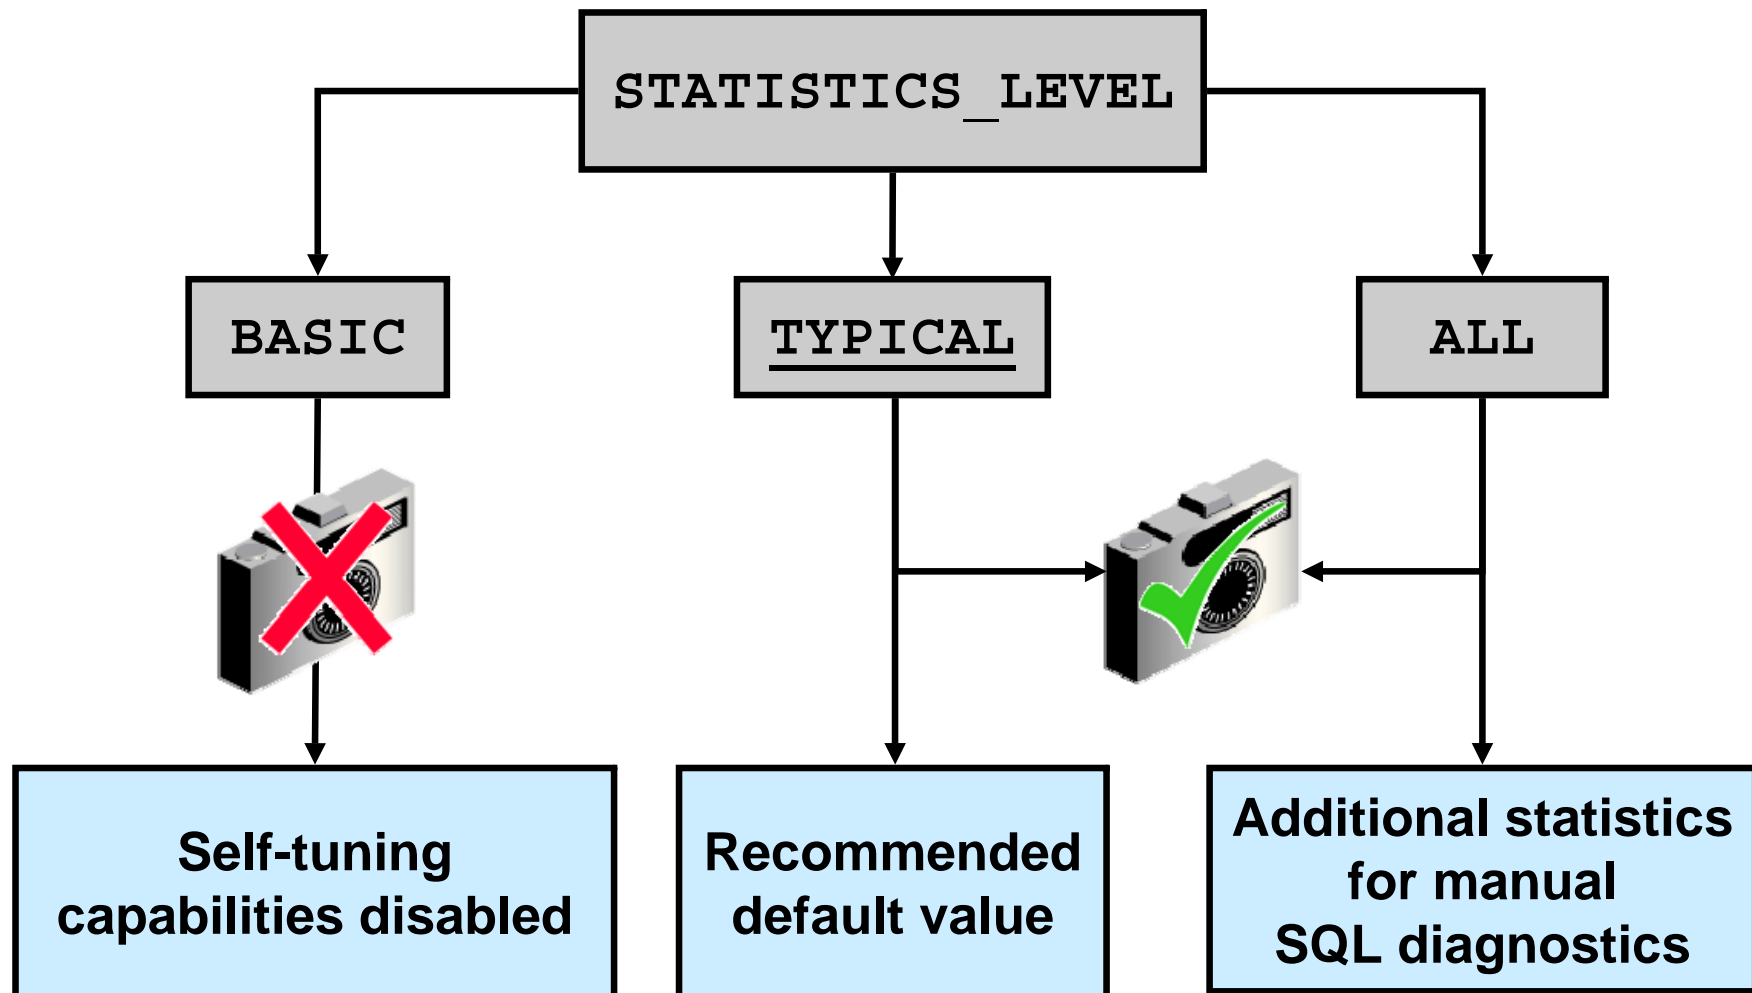 STATISTICS_LEVEL
BASIC
TYPICAL
ALL
Self-tuning
capabilities disabled
Recommended
default value
Additional statistics
for manual
SQL diagnostics